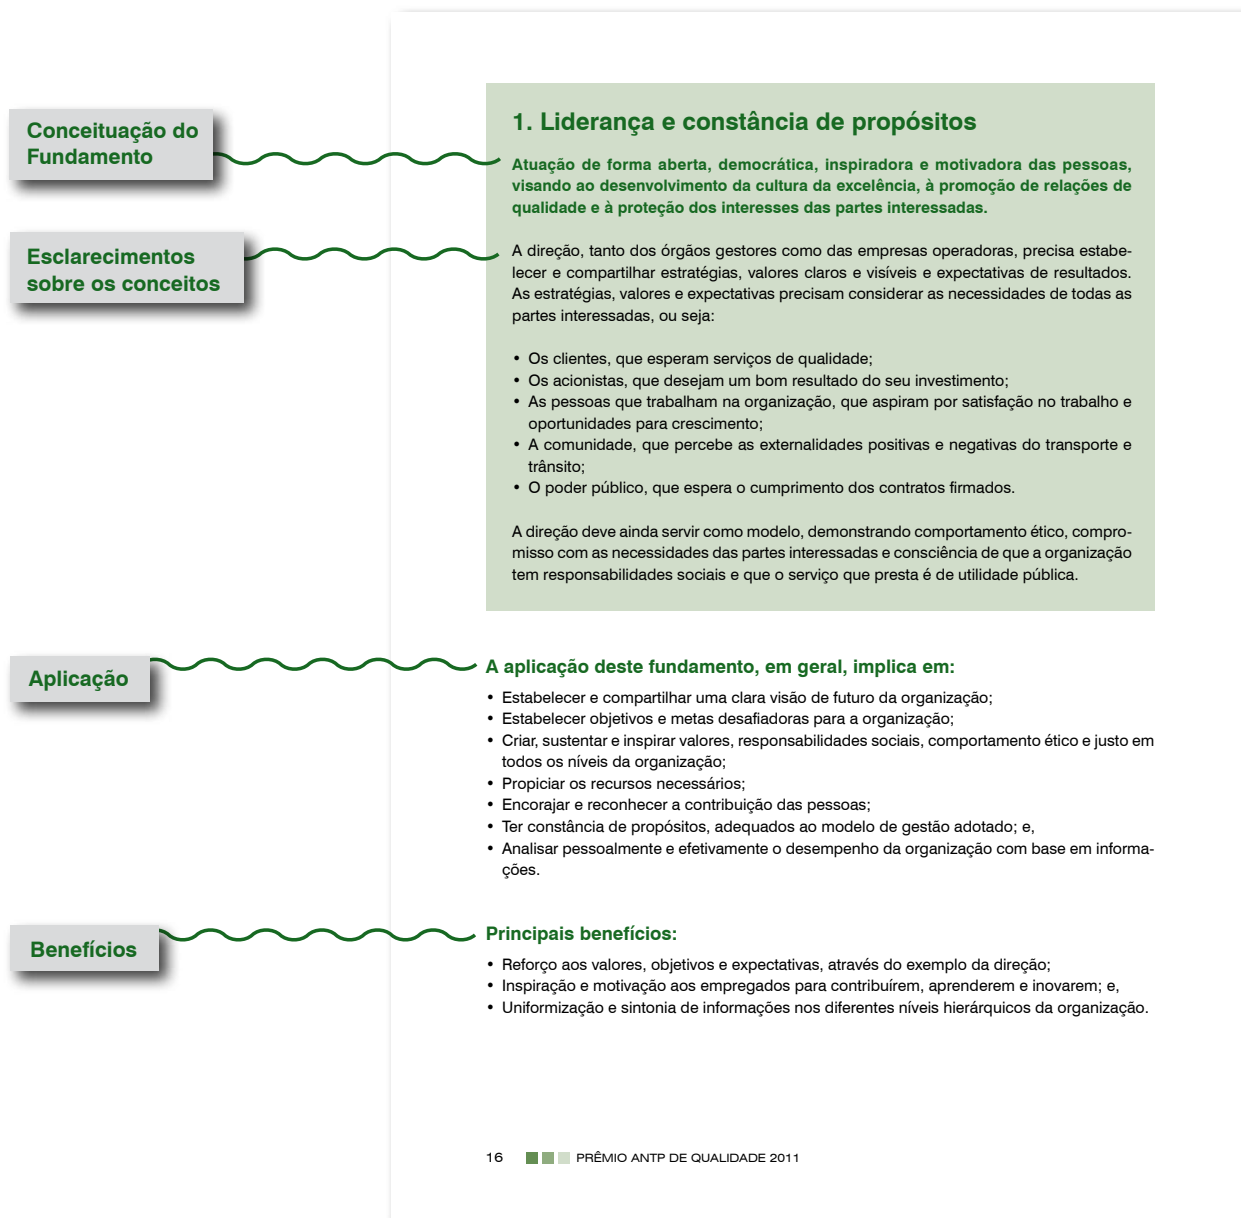 Conceituação do
Fundamento
Esclarecimentos
sobre os conceitos
Aplicação
Benefícios
1. Liderança e constância de propósitos
Atuação de forma aberta, democrática, inspiradora e motivadora das pessoas,
visando ao desenvolvimento da cultura da excelência, à promoção de relações de
qualidade e à proteção dos interesses das partes interessadas.
A direção, tanto dos órgãos gestores como das empresas operadoras, precisa estabe-
lecer e compartilhar estratégias, valores claros e visíveis e expectativas de resultados.
As estratégias, valores e expectativas precisam considerar as necessidades de todas as
partes interessadas, ou seja:
• Os clientes, que esperam serviços de qualidade;
• Os acionistas, que desejam um bom resultado do seu investimento;
• As pessoas que trabalham na organização, que aspiram por satisfação no trabalho e
oportunidades para crescimento;
• A comunidade, que percebe as externalidades positivas e negativas do transporte e
trânsito;
• O poder público, que espera o cumprimento dos contratos firmados.
A direção deve ainda servir como modelo, demonstrando comportamento ético, compro-
misso com as necessidades das partes interessadas e consciência de que a organização
tem responsabilidades sociais e que o serviço que presta é de utilidade pública.
A aplicação deste fundamento, em geral, implica em:
• Estabelecer e compartilhar uma clara visão de futuro da organização;
• Estabelecer objetivos e metas desafiadoras para a organização;
• Criar, sustentar e inspirar valores, responsabilidades sociais, comportamento ético e justo em
todos os níveis da organização;
• Propiciar os recursos necessários;
• Encorajar e reconhecer a contribuição das pessoas;
• Ter constância de propósitos, adequados ao modelo de gestão adotado; e,
• Analisar pessoalmente e efetivamente o desempenho da organização com base em informa-
ções.
Principais benefícios:
• Reforço aos valores, objetivos e expectativas, através do exemplo da direção;
• Inspiração e motivação aos empregados para contribuírem, aprenderem e inovarem; e,
• Uniformização e sintonia de informações nos diferentes níveis hierárquicos da organização.
16 PRÊMIO ANTP DE QUALIDADE 2011